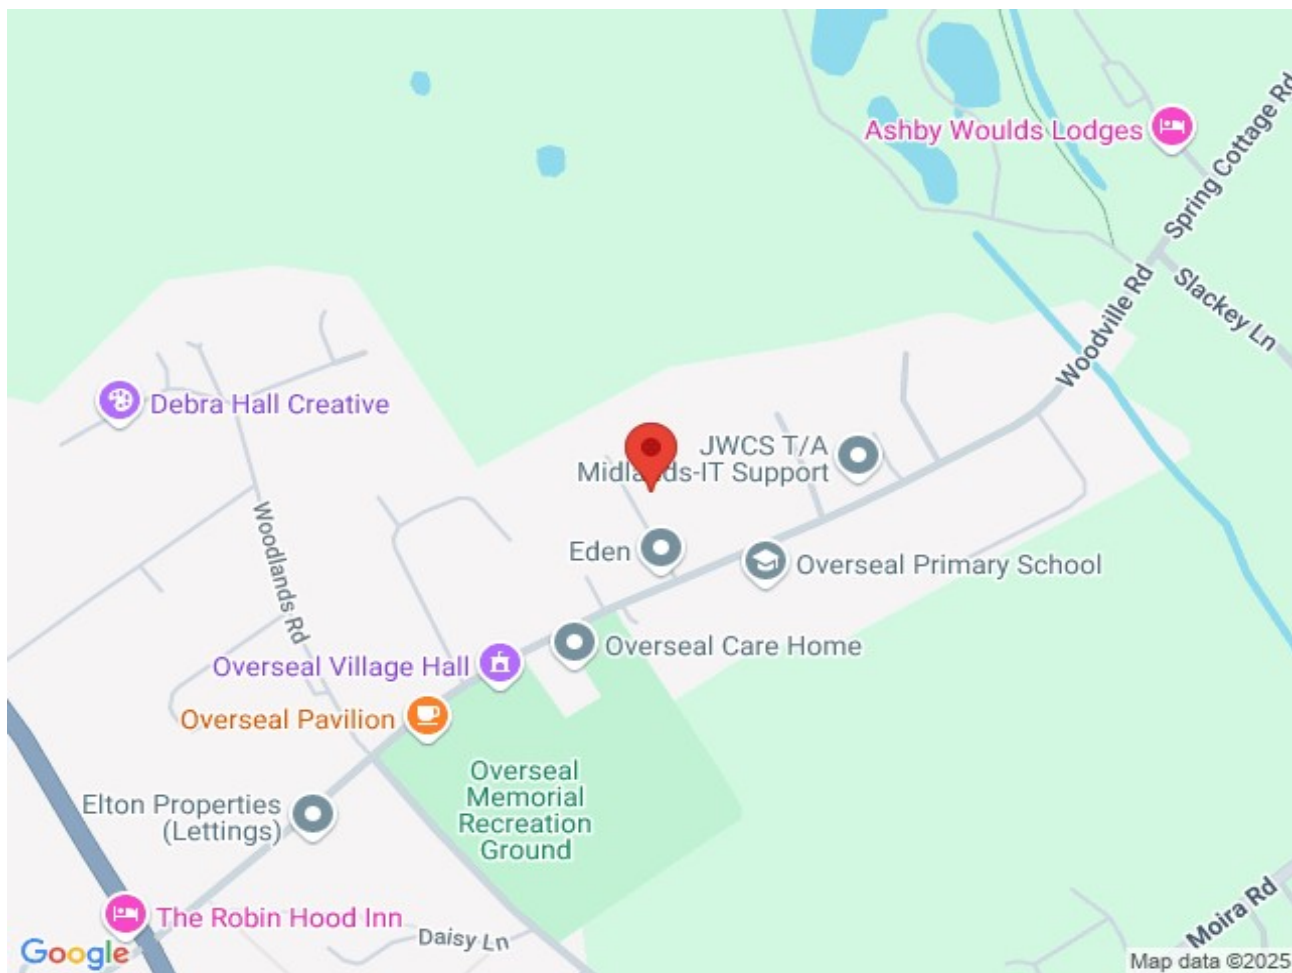 Ashby Woulds Lodges
Spring Cottage Rd
Slackey Ln
Woodville Rd
Debra Hall Creative
JWCS T/A
Midlands-IT Support
Woodlands Rd
Eden
Overseal Primary School
Overseal Care Home
Overseal Village Hall
Overseal Pavilion
Overseal
Memorial
Recreation
Ground
Elton Properties
(Lettings)
The Robin Hood Inn
Daisy Ln
Moira Rd
Google
Map data ©2025